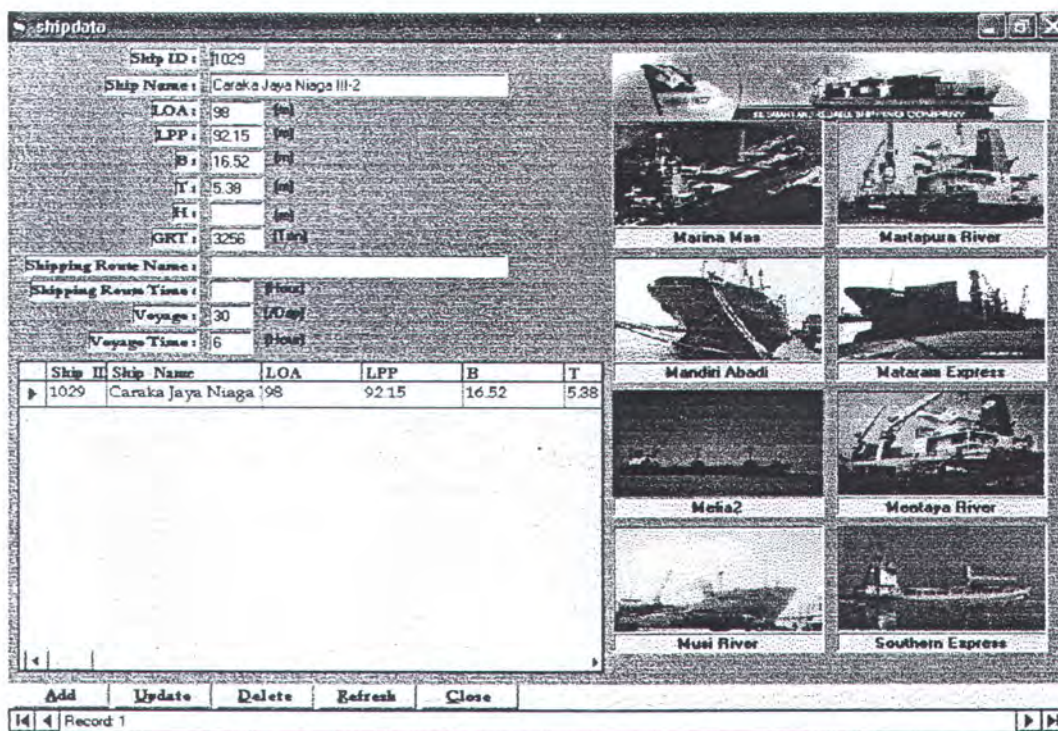 shipdata
Ship ID : 1029
Ship Name : Caraka Jaya Niaga III-2
LOA : 98 [m]
LPP : 92.15 [m]
B : 16.52 [m]
T : 5.38 [m]
H : [m]
GRT : 3256 [Ton]
Shipping Route Name :
Shipping Route Time : [Hour]
Voyage : 30 [/Day]
Voyage Time : 6 [Hour]
Ship ID Ship Name LOA LPP B T
1029 Caraka Jaya Niaga 98 92.15 16.52 5.38
RELIABLE SHIPPING COMPANY
Marina Mas
Martapura River
Mandiri Abadi
Mataram Express
Melia2
Mentaya River
Musi River
Southern Express
Add Update Delete Refresh Close
Record: 1